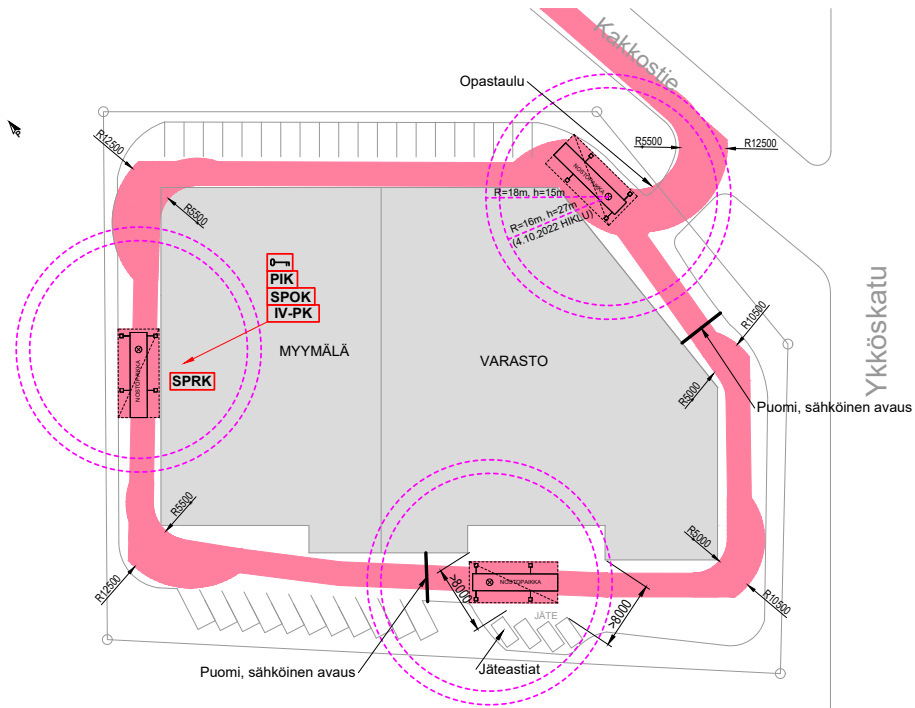 Kakkostie
Opastaulu
R12500
R5500
R12500
R5500
NOSTOPAIKKA
R=18m, h=15m
R=16m, h=27m
(4.10.2022 HIKLU)
PIK
SPOK
IV-PK
MYYMÄLÄ
VARASTO
SPRK
NOSTOPAIKKA
R10500
Ykköskatu
R5000
Puomi, sähköinen avaus
R5500
R12500
R5000
R10500
NOSTOPAIKKA
>8000
>8000
JÄTE
Puomi, sähköinen avaus
Jäteastiat